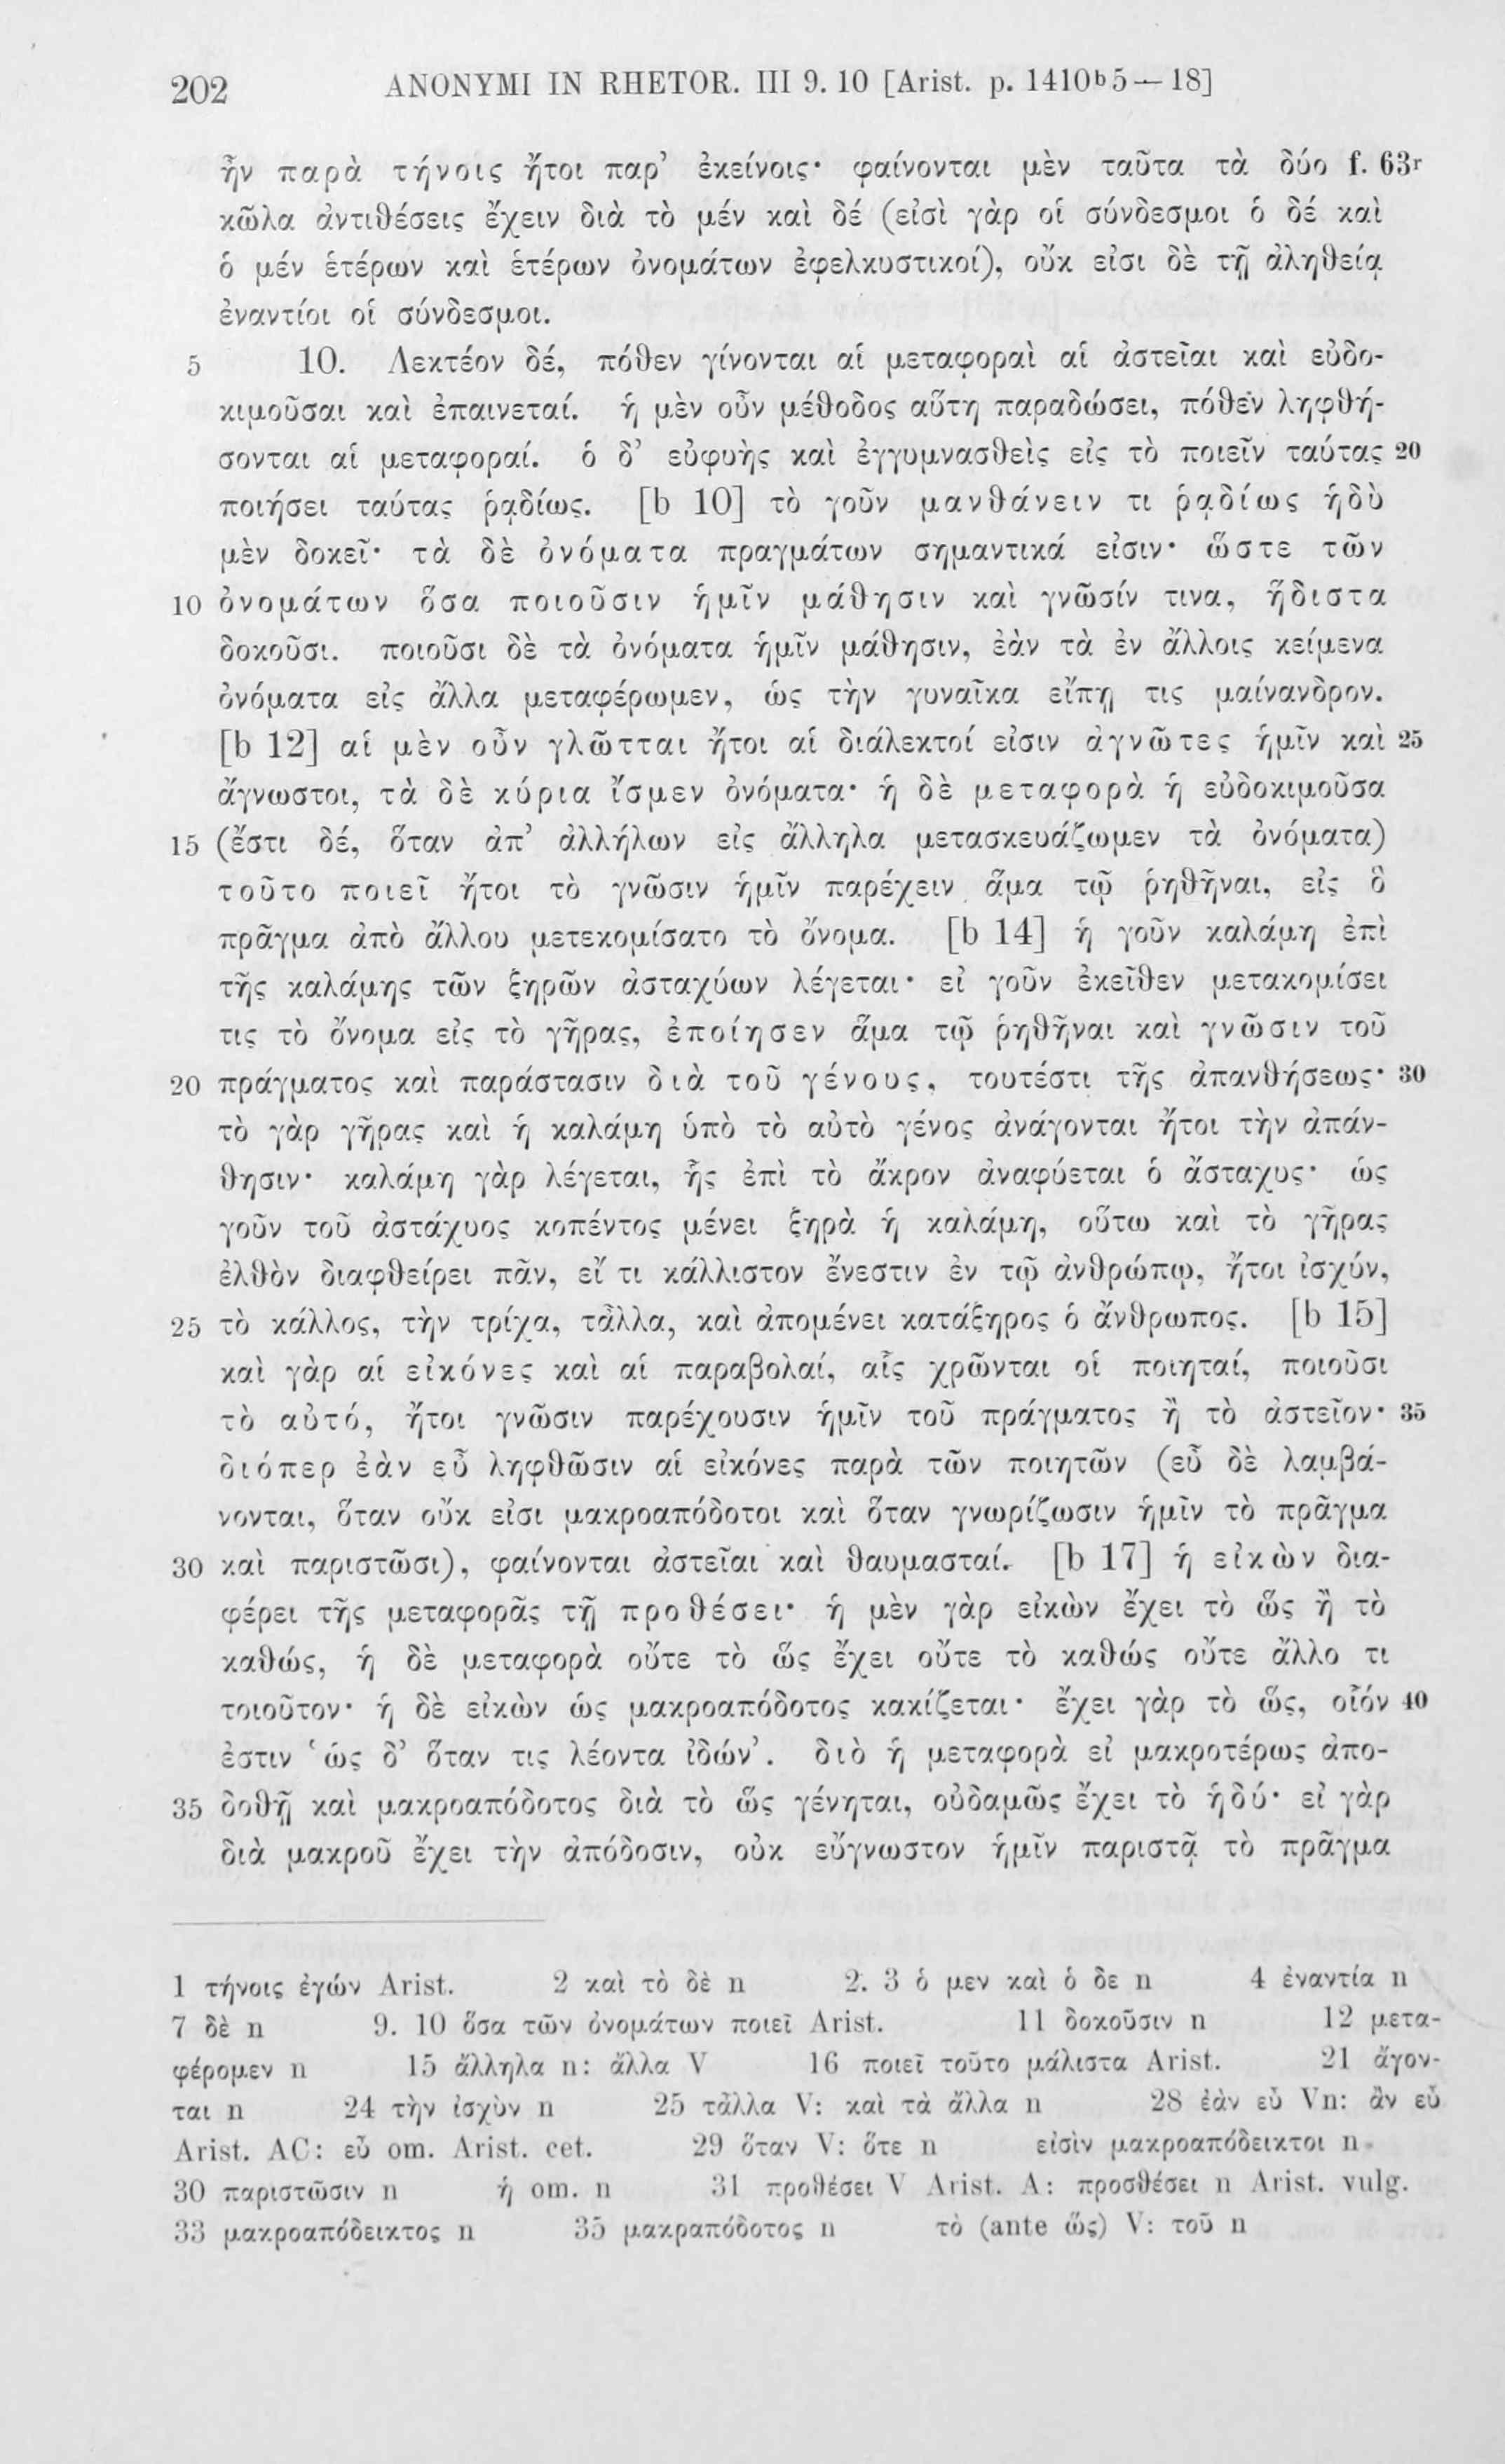 202 ANONYMI IN RHETOR. III 9. 10 [Arist. p. 1410b5—18]
ἦν παρὰ τήνοις ἤτοι παρ’ ἐκείνοις· φαίνονται μὲν ταῦτα τὰ δύο f. 63r
κῶλα ἀντιθέσεις ἔχειν διὰ τὸ μέν καὶ δέ (εἰσὶ γὰρ οἱ σύνδεσμοι ὁ δέ καὶ
ὁ μέν ἑτέρων καὶ ἑτέρων ὀνομάτων ἐφελκυστικοί), οὔκ εἰσι δὲ τῇ ἀληθείᾳ
ἐναντίοι οἱ σύνδεσμοι.
5 10. Λεκτέον δέ, πόθεν γίνονται αἱ μεταφοραὶ αἱ ἀστεῖαι καὶ εὐδο-
κιμοῦσαι καὶ ἐπαινεταί. ἡ μὲν οὖν μέθοδος αὕτη παραδώσει, πόθεν ληφθή-
σονται αἱ μεταφοραί. ὁ δ’ εὐφυὴς καὶ ἐγγυμνασθεὶς εἰς τὸ ποιεῖν ταύτας 20
ποιήσει ταύτας ῥᾳδίως. [b 10] τὸ γοῦν μανθάνειν τι ῥᾳδίως ἡδὺ
μὲν δοκεῖ· τὰ δὲ ὀνόματα πραγμάτων σημαντικά εἰσιν· ὥστε τῶν
10 ὀνομάτων ὅσα ποιοῦσιν ἡμῖν μάθησιν καὶ γνῶσίν τινα, ἥδιστα
δοκοῦσι. ποιοῦσι δὲ τὰ ὀνόματα ἡμῖν μάθησιν, ἐὰν τὰ ἐν ἄλλοις κείμενα
ὀνόματα εἰς ἄλλα μεταφέρωμεν, ὡς τὴν γυναῖκα εἴπῃ τις μαίνανδρον.
[b 12] αἱ μὲν οὖν γλῶτται ἤτοι αἱ διάλεκτοί εἰσιν ἀγνῶτες ἡμῖν καὶ 25
ἄγνωστοι, τὰ δὲ κύρια ἴσμεν ὀνόματα· ἡ δὲ μεταφορὰ ἡ εὐδοκιμοῦσα
15 (ἔστι δέ, ὅταν ἀπ’ ἀλλήλων εἰς ἄλληλα μετασκευάζωμεν τὰ ὀνόματα)
τοῦτο ποιεῖ ἤτοι τὸ γνῶσιν ἡμῖν παρέχειν ἅμα τῷ ῥηθῆναι, εἰς ὃ
πρᾶγμα ἀπὸ ἄλλου μετεκομίσατο τὸ ὄνομα. [b 14] ἡ γοῦν καλάμη ἐπὶ
τῆς καλάμης τῶν ξηρῶν ἀσταχύων λέγεται· εἰ γοῦν ἐκεῖθεν μετακομίσει
τις τὸ ὄνομα εἰς τὸ γῆρας, ἐποίησεν ἅμα τῷ ῥηθῆναι καὶ γνῶσιν τοῦ
20 πράγματος καὶ παράστασιν διὰ τοῦ γένους, τουτέστι τῆς ἀπανθήσεως· 30
τὸ γὰρ γῆρας καὶ ἡ καλάμη ὑπὸ τὸ αὐτὸ γένος ἀνάγονται ἤτοι τὴν ἀπάν-
θησιν· καλάμη γὰρ λέγεται, ἧς ἐπὶ τὸ ἄκρον ἀναφύεται ὁ ἄσταχυς· ὡς
γοῦν τοῦ ἀστάχυος κοπέντος μένει ξηρὰ ἡ καλάμη, οὕτω καὶ τὸ γῆρας
ἐλθὸν διαφθείρει πᾶν, εἴ τι κάλλιστον ἔνεστιν ἐν τῷ ἀνθρώπῳ, ἤτοι ἰσχύν,
25 τὸ κάλλος, τὴν τρίχα, τἆλλα, καὶ ἀπομένει κατάξηρος ὁ ἄνθρωπος. [b 15]
καὶ γὰρ αἱ εἰκόνες καὶ αἱ παραβολαί, αἷς χρῶνται οἱ ποιηταί, ποιοῦσι
τὸ αὐτό, ἤτοι γνῶσιν παρέχουσιν ἡμῖν τοῦ πράγματος ἢ τὸ ἀστεῖον· 35
διόπερ ἐὰν εὖ ληφθῶσιν αἱ εἰκόνες παρὰ τῶν ποιητῶν (εὖ δὲ λαμβά-
νονται, ὅταν οὔκ εἰσι μακροαπόδοτοι καὶ ὅταν γνωρίζωσιν ἡμῖν τὸ πρᾶγμα
30 καὶ παριστῶσι), φαίνονται ἀστεῖαι καὶ θαυμασταί. [b 17] ἡ εἰκὼν δια-
φέρει τῆς μεταφορᾶς τῇ προθέσει· ἡ μὲν γὰρ εἰκὼν ἔχει τὸ ὥς ἢ τὸ
καθώς, ἡ δὲ μεταφορὰ οὔτε τὸ ὥς ἔχει οὔτε τὸ καθώς οὔτε ἄλλο τι
τοιοῦτον· ἡ δὲ εἰκὼν ὡς μακροαπόδοτος κακίζεται· ἔχει γὰρ τὸ ὥς, οἷόν 40
ἐστιν ‘ὡς δ’ ὅταν τις λέοντα ἰδών’. διὸ ἡ μεταφορὰ εἰ μακροτέρως ἀπο-
35 δοθῇ καὶ μακροαπόδοτος διὰ τὸ ὥς γένηται, οὐδαμῶς ἔχει τὸ ἡδύ· εἰ γὰρ
διὰ μακροῦ ἔχει τὴν ἀπόδοσιν, οὐκ εὔγνωστον ἡμῖν παριστᾷ τὸ πρᾶγμα
1 τήνοις ἐγών Arist. 2 καὶ τὸ δὲ n 2. 3 ὁ μεν καὶ ὁ δε n 4 ἐναντία n
7 δὲ n 9. 10 ὅσα τῶν ὀνομάτων ποιεῖ Arist. 11 δοκοῦσιν n 12 μετα-
φέρομεν n 15 ἄλληλα n: ἄλλα V 16 ποιεῖ τοῦτο μάλιστα Arist. 21 ἄγον-
ται n 24 τὴν ἰσχὺν n 25 τἆλλα V: καὶ τὰ ἄλλα n 28 ἐὰν εὖ Vn: ἂν εὖ
Arist. AC: εὖ om. Arist. cet. 29 ὅταν V: ὅτε n εἰσὶν μακροαπόδεικτοι n
30 παριστῶσιν n ἡ om. n 31 προθέσει V Arist. A: προσθέσει n Arist. vulg.
33 μακροαπόδεικτος n 35 μακραπόδοτος n τὸ (ante ὥς) V: τοῦ n